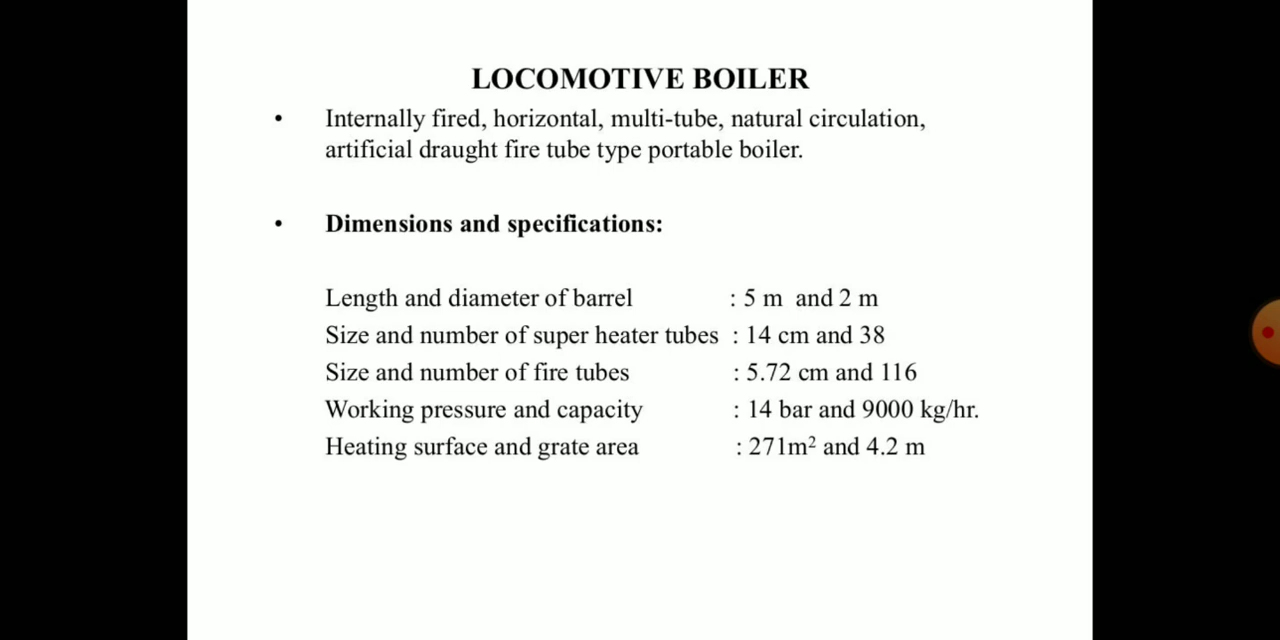 LOCOMOTIVE BOILER
• Internally fired, horizontal, multi-tube, natural circulation,
artificial draught fire tube type portable boiler.
• Dimensions and specifications:
Length and diameter of barrel : 5 m and 2 m
Size and number of super heater tubes : 14 cm and 38
Size and number of fire tubes : 5.72 cm and 116
Working pressure and capacity : 14 bar and 9000 kg/hr.
Heating surface and grate area : 271m² and 4.2 m